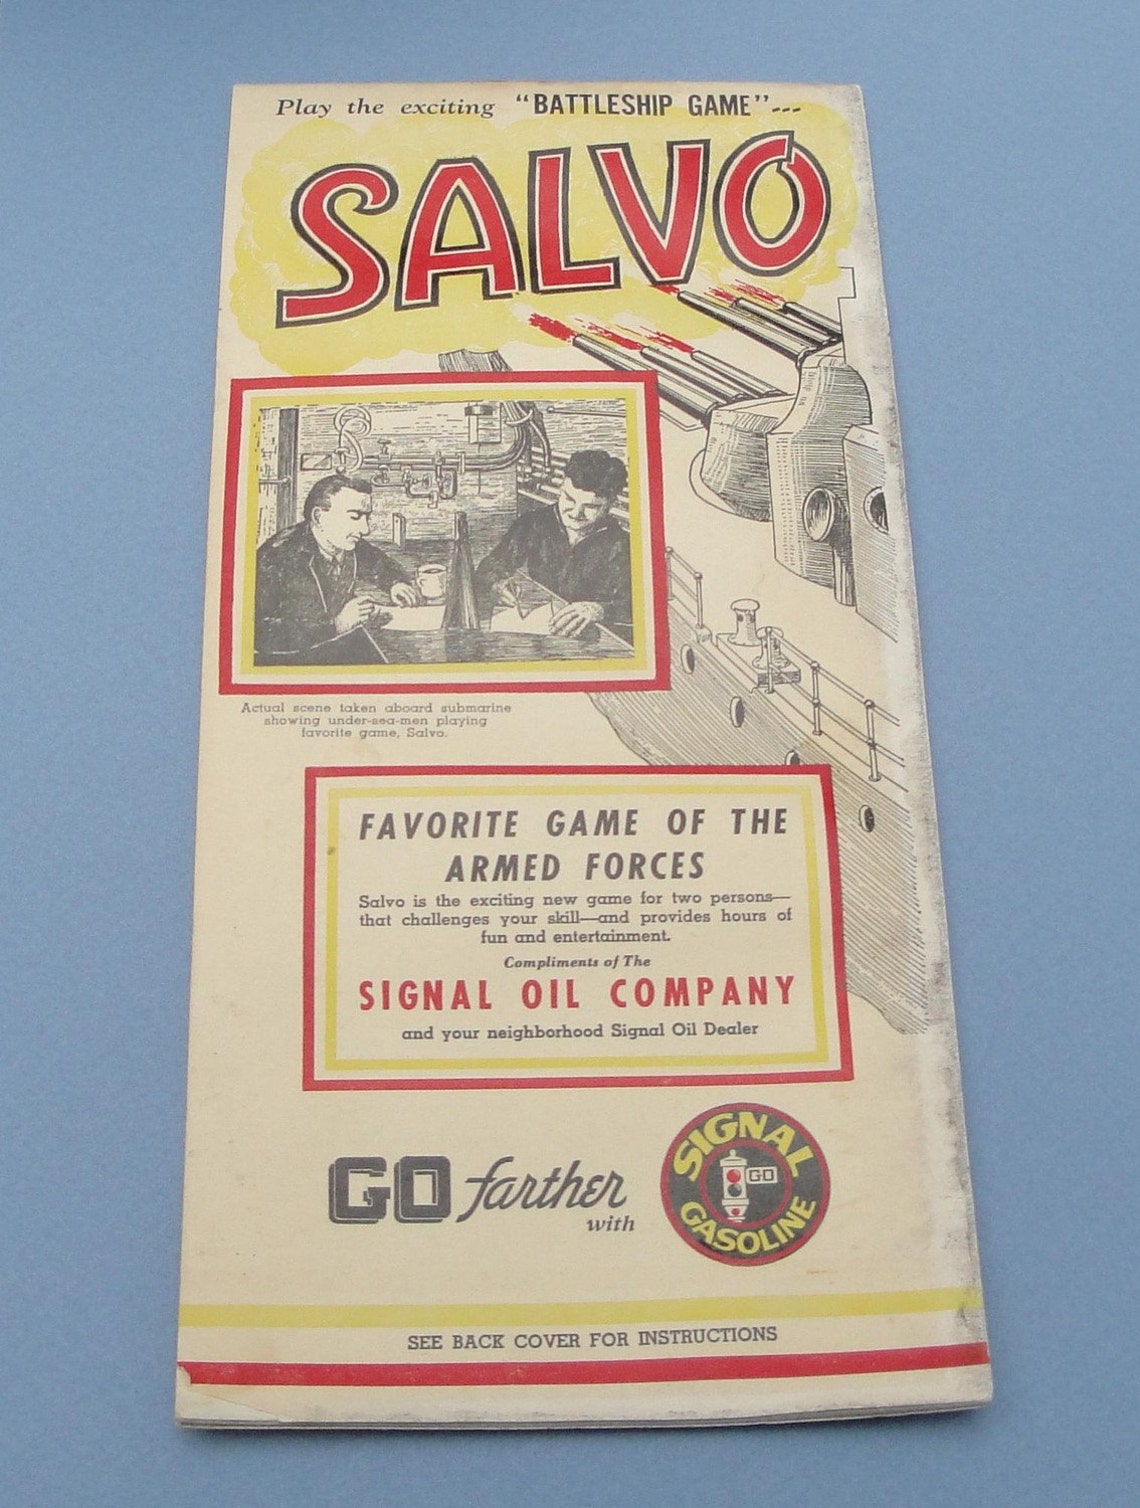 Play the exciting "BATTLESHIP GAME"---
SALVO
Actual scene taken aboard submarine
showing under-sea-men playing
favorite game, Salvo.
FAVORITE GAME OF THE
ARMED FORCES
Salvo is the exciting new game for two persons—
that challenges your skill—and provides hours of
fun and entertainment.
Compliments of The
SIGNAL OIL COMPANY
and your neighborhood Signal Oil Dealer
GO farther
with
SIGNAL
GO
GASOLINE
SEE BACK COVER FOR INSTRUCTIONS